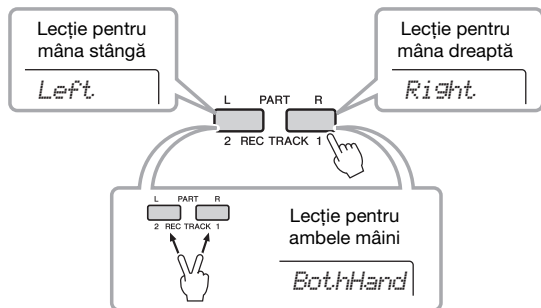 Lecție pentru
mâna stângă
Left
Lecție pentru
mâna dreaptă
Right
L PART R
2 REC TRACK 1
L PART R
2 REC TRACK 1
Lecție pentru
ambele mâini
BothHand